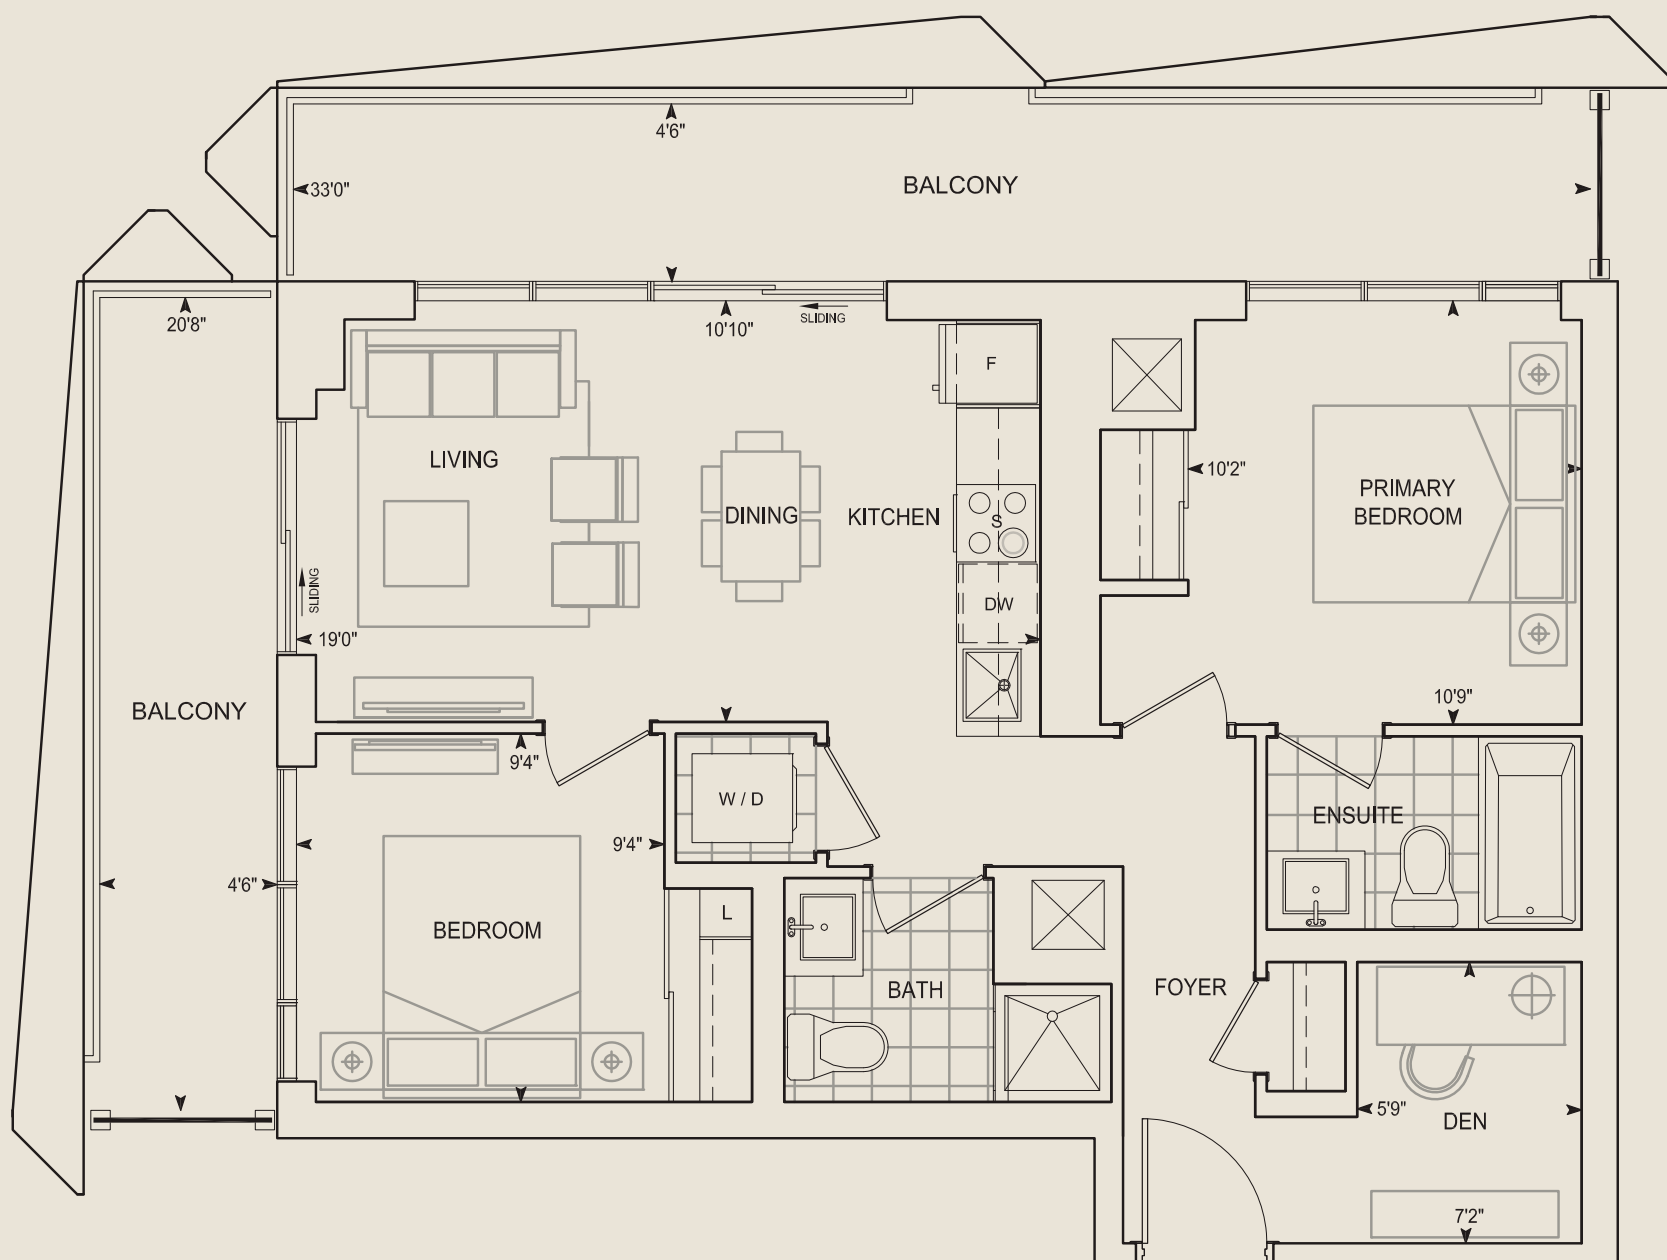 4'6"
33'0"
BALCONY
20'8"
10'10"
SLIDING
F
LIVING
10'2"
PRIMARY
BEDROOM
DINING
KITCHEN
S
SLIDING
DW
19'0"
BALCONY
10'9"
9'4"
W / D
ENSUITE
9'4"
4'6"
L
BEDROOM
BATH
FOYER
5'9"
DEN
7'2"